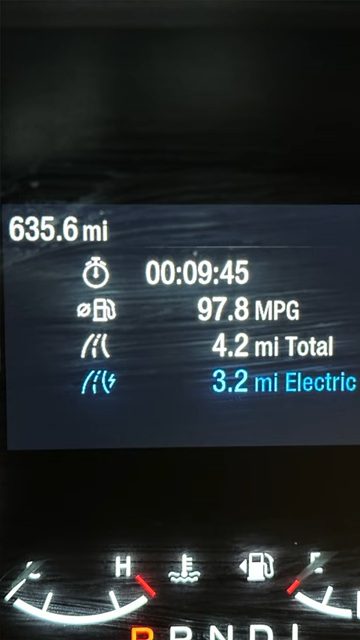 635.6 mi
00:09:45
97.8 MPG
4.2 mi Total
3.2 mi Electric
H
P R N D L